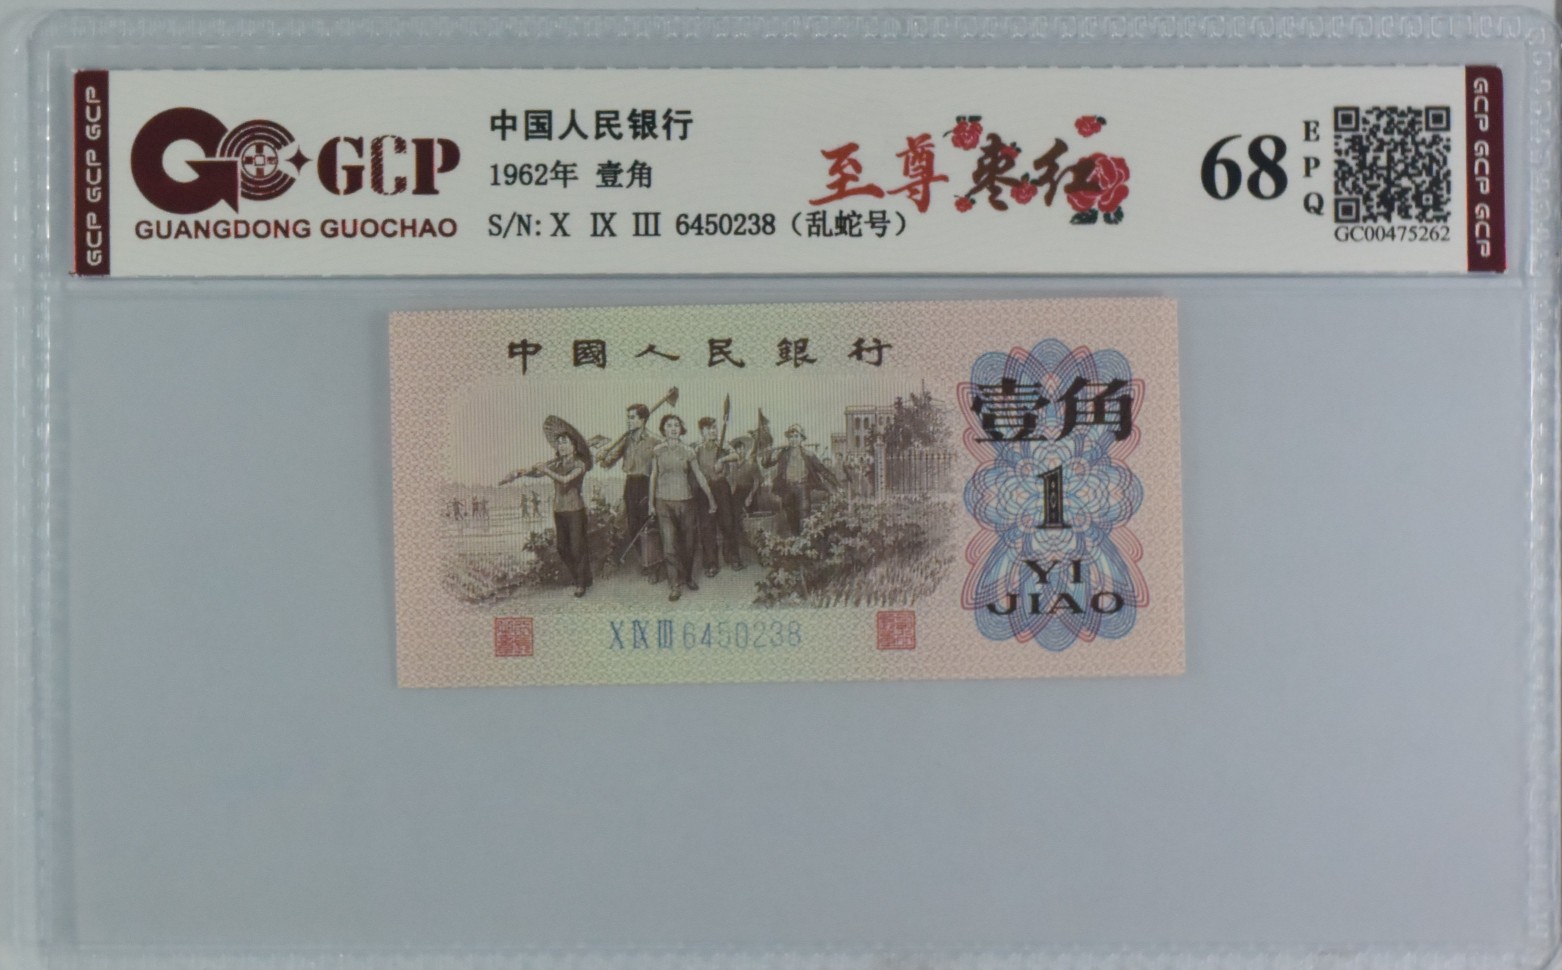 GCP GCP GCP
GCP
GUANGDONG GUOCHAO
中国人民银行
1962年 壹角
S/N: X IX III 6450238（乱蛇号）
至尊枣红
68
EPQ
GC00475262
GCP GCP GCP
中國人民銀行
壹角
1
YI
JIAO
X IX III 6450238